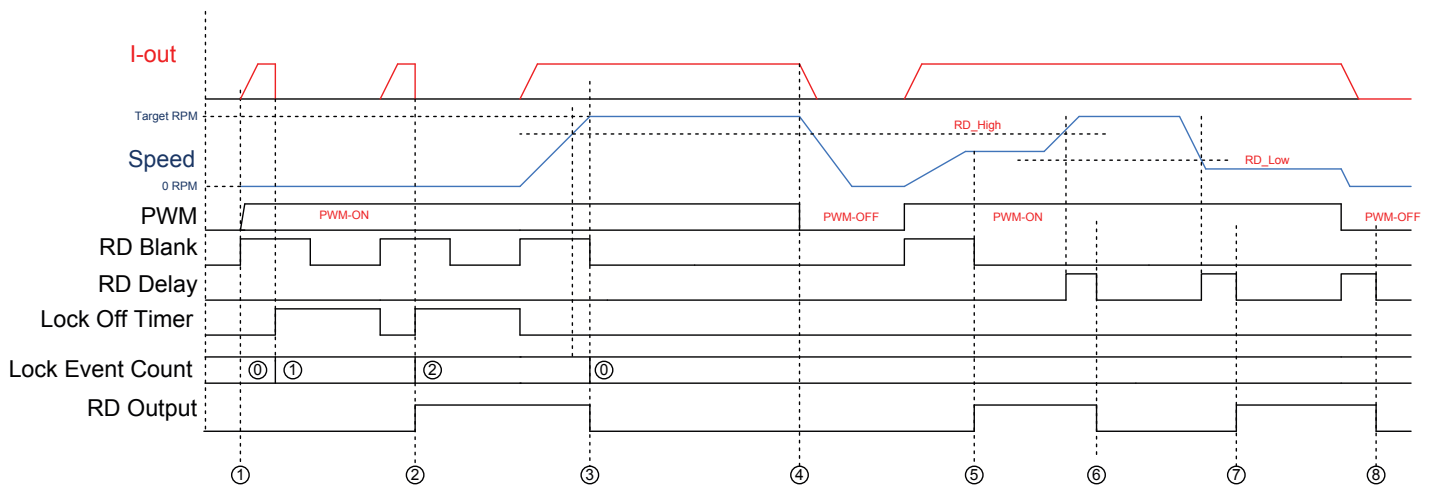 I-out
Target RPM
RD_High
Speed
RD_Low
0 RPM
PWM
PWM-ON
PWM-OFF
PWM-ON
PWM-OFF
RD Blank
RD Delay
Lock Off Timer
Lock Event Count
⓪ ① ② ⓪
RD Output
① ② ③ ④ ⑤ ⑥ ⑦ ⑧